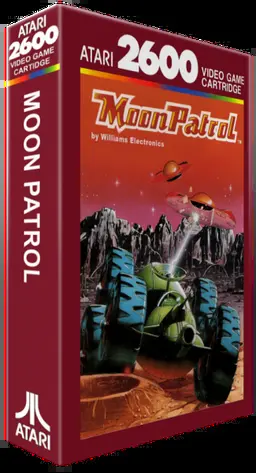 ATARI
2600
VIDEO GAME
CARTRIDGE
MOON PATROL
ATARI
ATARI 2600 VIDEO GAME
CARTRIDGE
Moon Patrol
by Williams Electronics